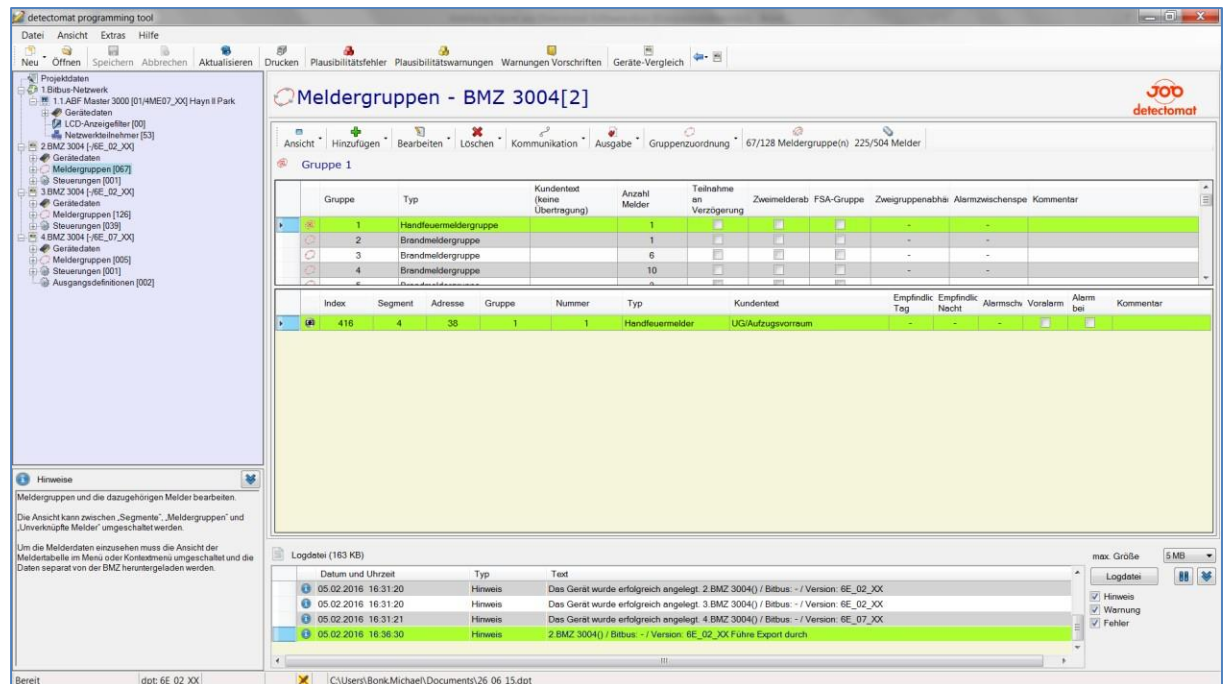 detectomat programming tool
Datei Ansicht Extras Hilfe
Neu Öffnen Speichern Abbrechen Aktualisieren Drucken Plausibilitätsfehler Plausibilitätswarnungen Warnungen Vorschriften Geräte-Vergleich
Projektdaten
1.Bitbus-Netzwerk
1.1.ABF Master 3000 [01/4ME07_XX] Hayn II Park
Gerätedaten
LCD-Anzeigefilter [00]
Netzwerkteilnehmer [53]
2.BMZ 3004 [-/6E_02_XX]
Gerätedaten
Meldergruppen [067]
Steuerungen [001]
3.BMZ 3004 [-/6E_02_XX]
Gerätedaten
Meldergruppen [126]
Steuerungen [039]
4.BMZ 3004 [-/6E_07_XX]
Gerätedaten
Meldergruppen [005]
Steuerungen [001]
Ausgangsdefinitionen [002]
Hinweise
Meldergruppen und die dazugehörigen Melder bearbeiten.
Die Ansicht kann zwischen „Segmente“, „Meldergruppen“ und
„Unverknüpfte Melder“ umgeschaltet werden.
Um die Melderdaten einzusehen muss die Ansicht der
Meldertabelle im Menü oder Kontextmenü umgeschaltet und die
Daten separat von der BMZ heruntergeladen werden.
Meldergruppen - BMZ 3004[2]
JOB
detectomat
Ansicht Hinzufügen Bearbeiten Löschen Kommunikation Ausgabe Gruppenzuordnung 67/128 Meldergruppe(n) 225/504 Melder
Gruppe 1
Gruppe Typ Kundentext (keine Übertragung) Anzahl Melder Teilnahme an Verzögerung Zweimelderab FSA-Gruppe Zweigruppenabhäi Alarmzwischenspe Kommentar
1 Handfeuermeldergruppe 1 - -
2 Brandmeldergruppe 1 - -
3 Brandmeldergruppe 6 - -
4 Brandmeldergruppe 10 - -
Index Segment Adresse Gruppe Nummer Typ Kundentext Empfindlic Tag Empfindlic Nacht Alarmschv Voralarm Alarm bei Kommentar
416 4 38 1 1 Handfeuermelder UG/Aufzugsvorraum - - -
Logdatei (163 KB)
max. Größe 5 MB
Datum und Uhrzeit Typ Text
05.02.2016 16:31:20 Hinweis Das Gerät wurde erfolgreich angelegt. 2.BMZ 3004() / Bitbus: - / Version: 6E_02_XX
05.02.2016 16:31:20 Hinweis Das Gerät wurde erfolgreich angelegt. 3.BMZ 3004() / Bitbus: - / Version: 6E_02_XX
05.02.2016 16:31:21 Hinweis Das Gerät wurde erfolgreich angelegt. 4.BMZ 3004() / Bitbus: - / Version: 6E_07_XX
05.02.2016 16:36:30 Hinweis 2.BMZ 3004() / Bitbus: - / Version: 6E_02_XX Führe Export durch
Logdatei
Hinweis
Warnung
Fehler
Bereit dpt: 6E_02_XX C:\Users\Bonk.Michael\Documents\26_06_15.dpt